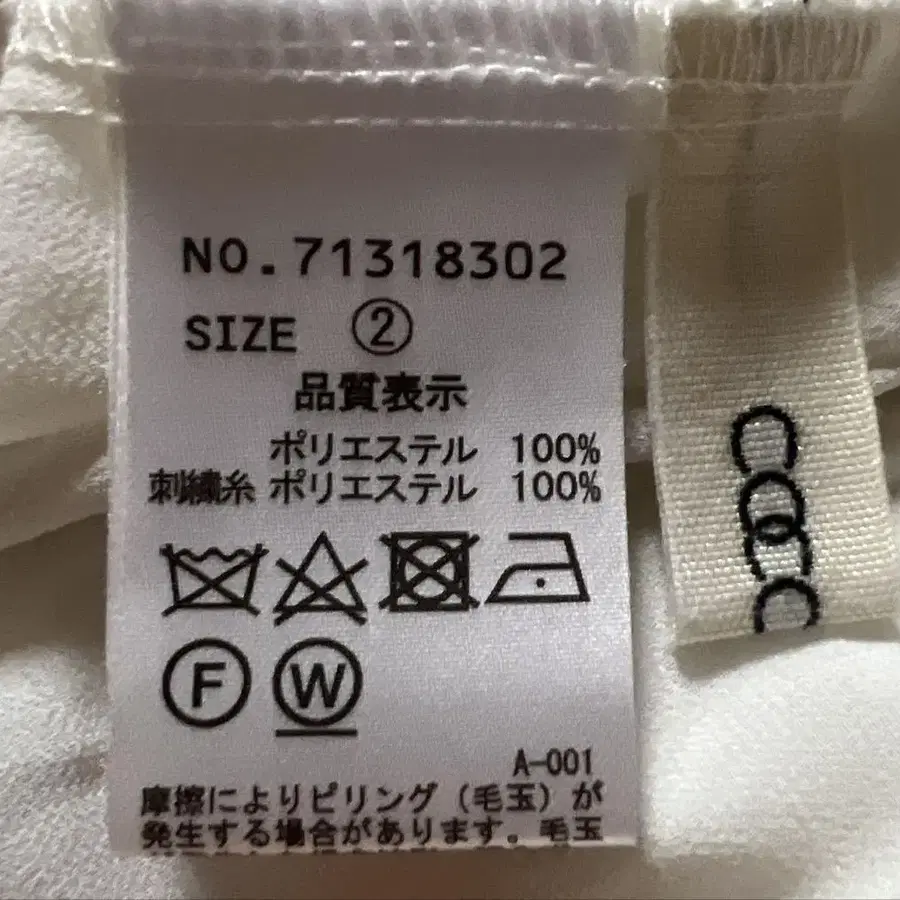 NO.71318302
SIZE ②
品質表示
ポリエステル 100%
刺繍糸 ポリエステル 100%
F W
A-001
摩擦によりピリング(毛玉)が
発生する場合があります。毛玉
COCO